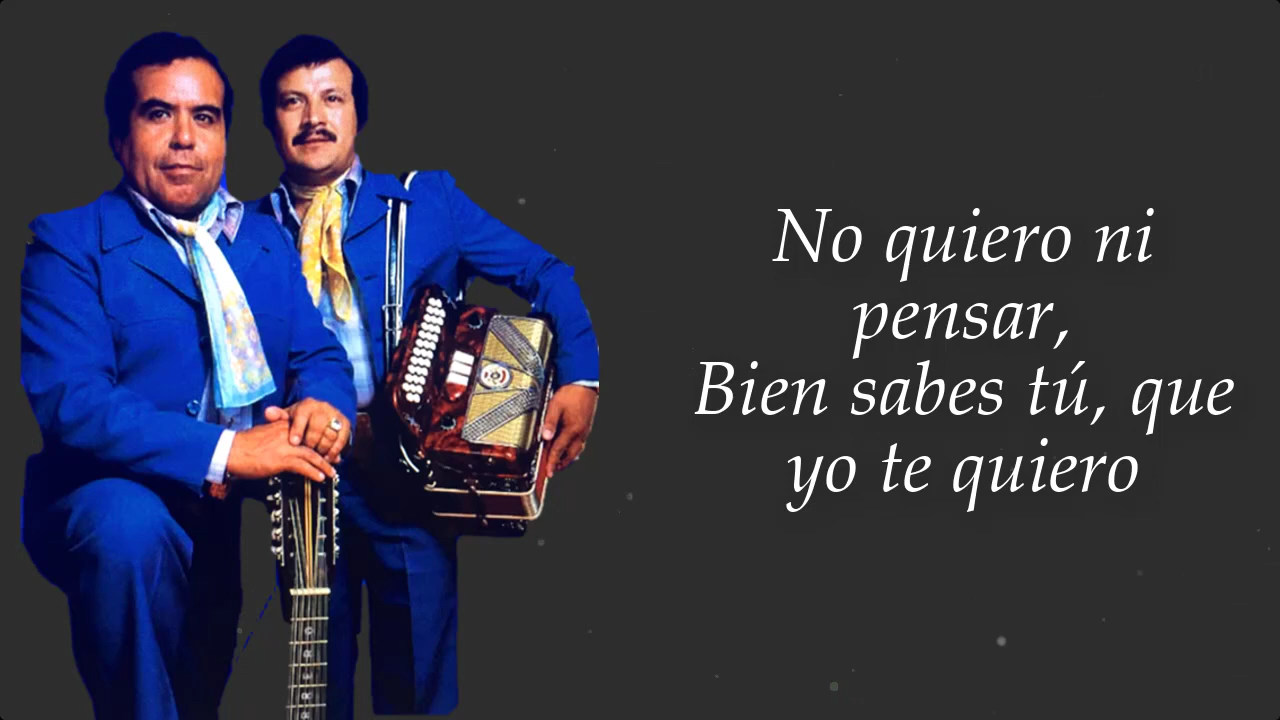 No quiero ni
pensar,
Bien sabes tú, que
yo te quiero